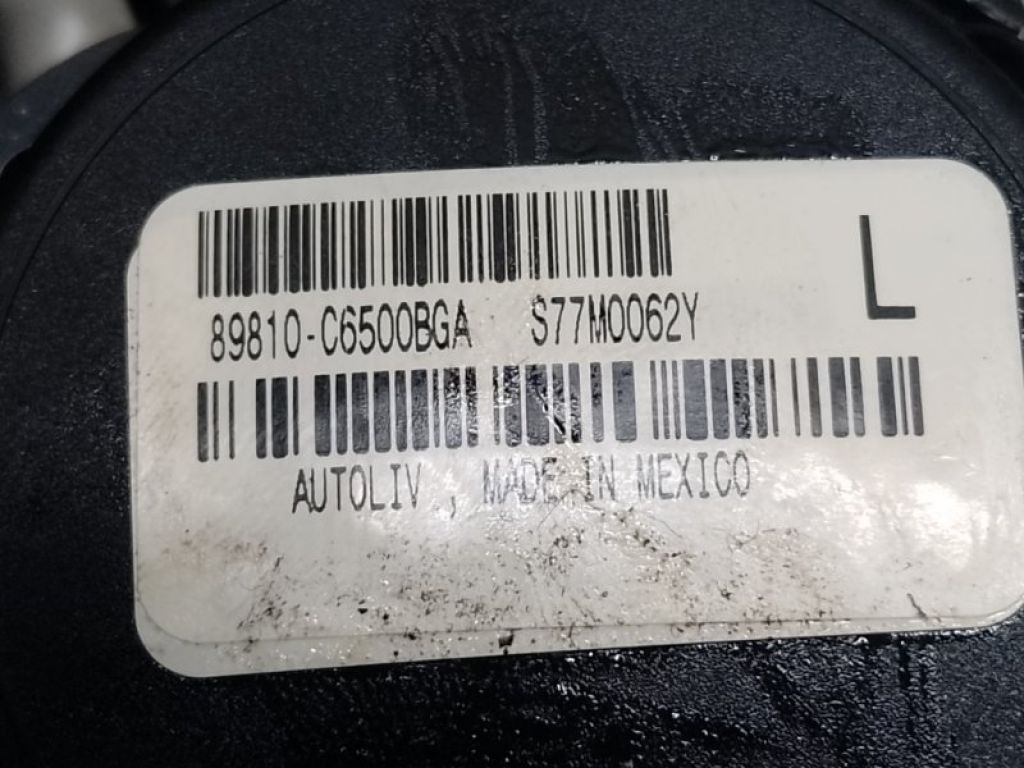 L
89810-C6500BGA S77M0062Y
AUTOLIV , MADE IN MEXICO